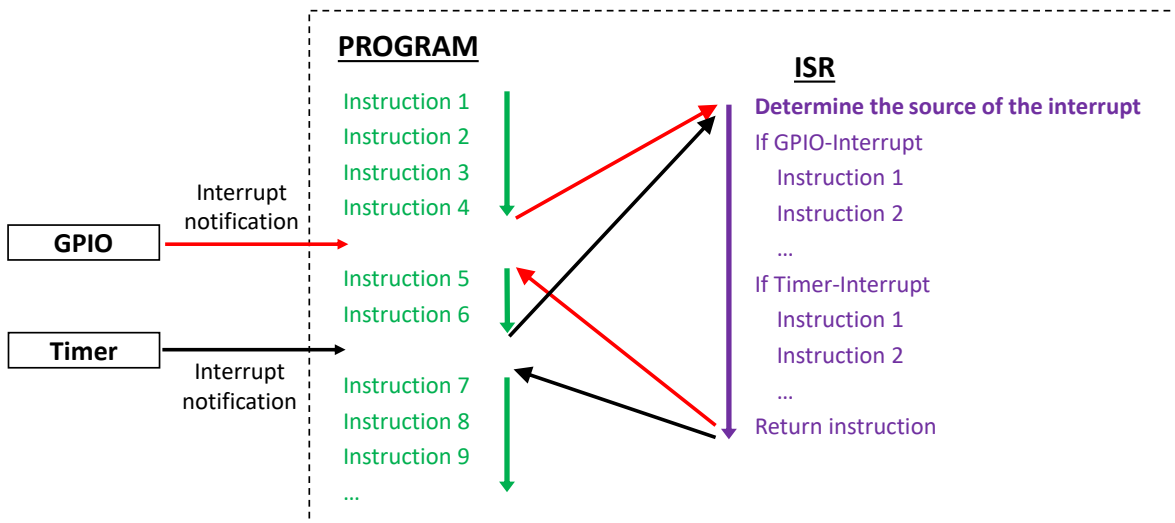 PROGRAM
Instruction 1
Instruction 2
Instruction 3
Instruction 4
Instruction 5
Instruction 6
Instruction 7
Instruction 8
Instruction 9
…
Interrupt
notification
GPIO
Timer
Interrupt
notification
ISR
Determine the source of the interrupt
If GPIO-Interrupt
Instruction 1
Instruction 2
…
If Timer-Interrupt
Instruction 1
Instruction 2
…
Return instruction